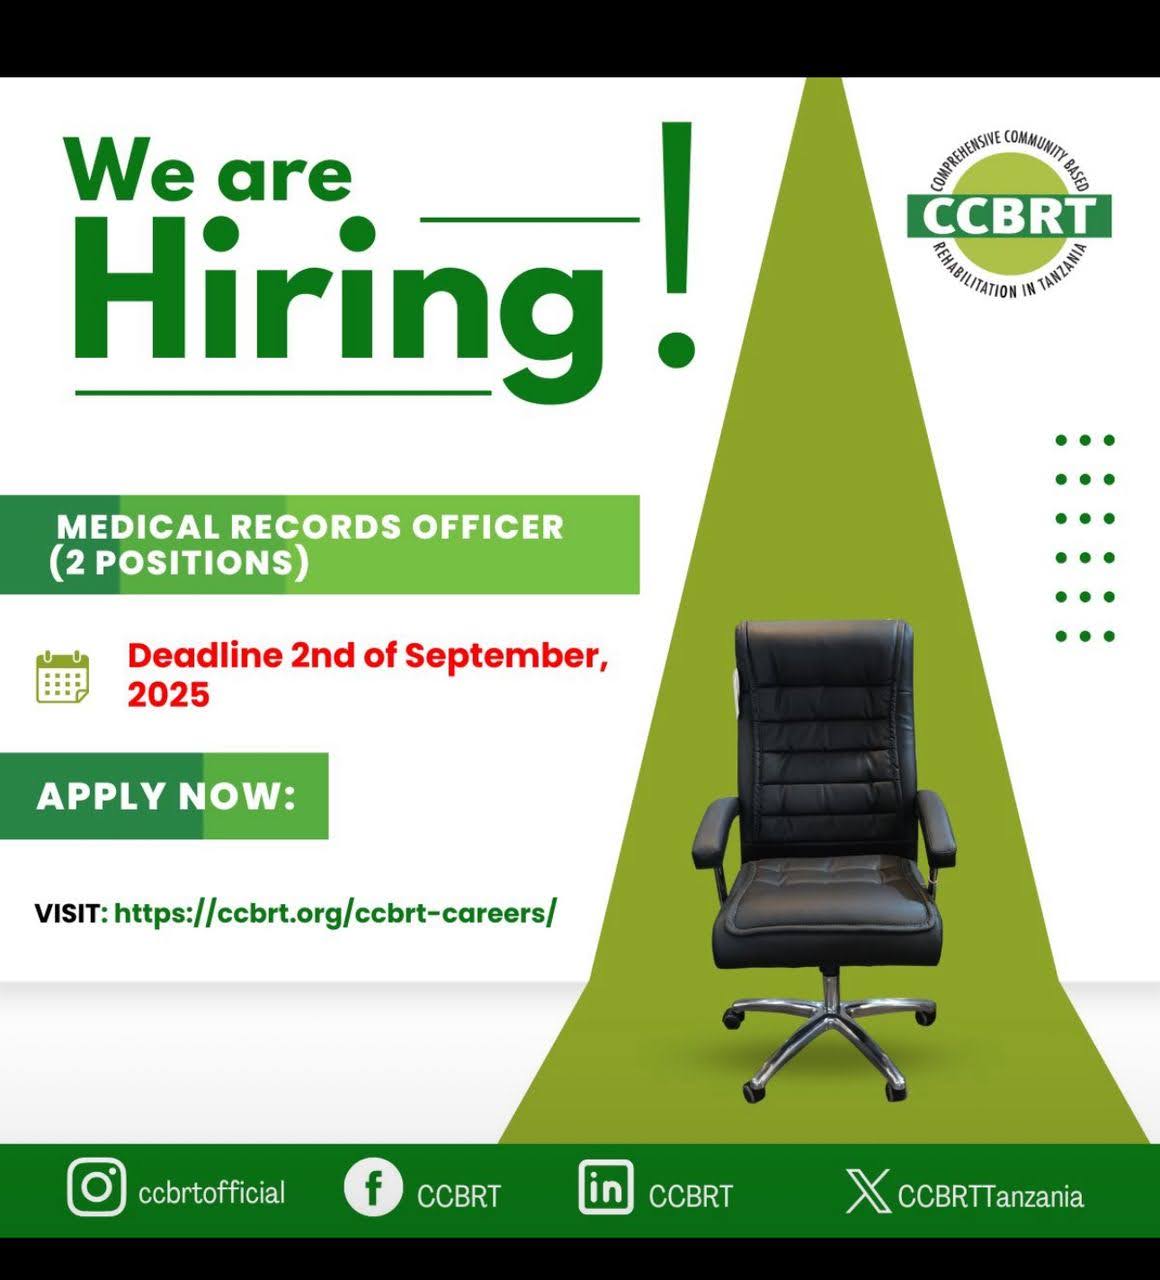 We are
Hiring!
COMPREHENSIVE COMMUNITY BASED
CCBRT
REHABILITATION IN TANZANIA
MEDICAL RECORDS OFFICER
(2 POSITIONS)
Deadline 2nd of September,
2025
APPLY NOW:
VISIT: https://ccbrt.org/ccbrt-careers/
ccbrtofficial
CCBRT
CCBRT
CCBRTTanzania